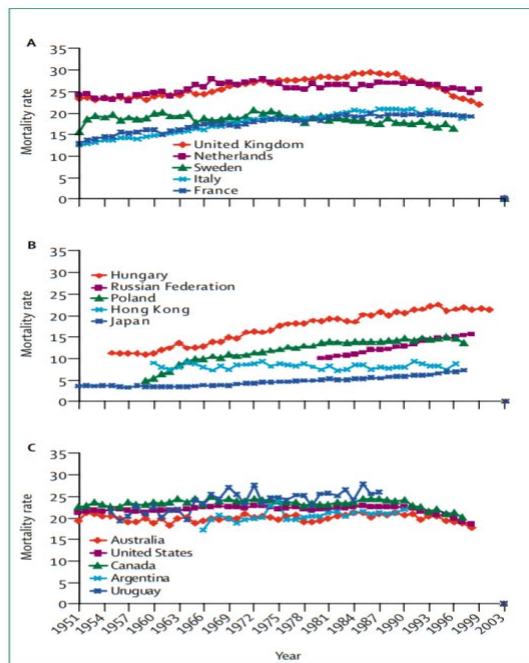 A
35
30
25
20
15
10
5
0
Mortality rate
United Kingdom
Netherlands
Sweden
Italy
France
B
35
30
25
20
15
10
5
0
Mortality rate
Hungary
Russian Federation
Poland
Hong Kong
Japan
C
35
30
25
20
15
10
5
0
Mortality rate
Australia
United States
Canada
Argentina
Uruguay
1951 1954 1957 1960 1963 1966 1969 1972 1975 1978 1981 1984 1987 1990 1993 1996 1999 2003
Year